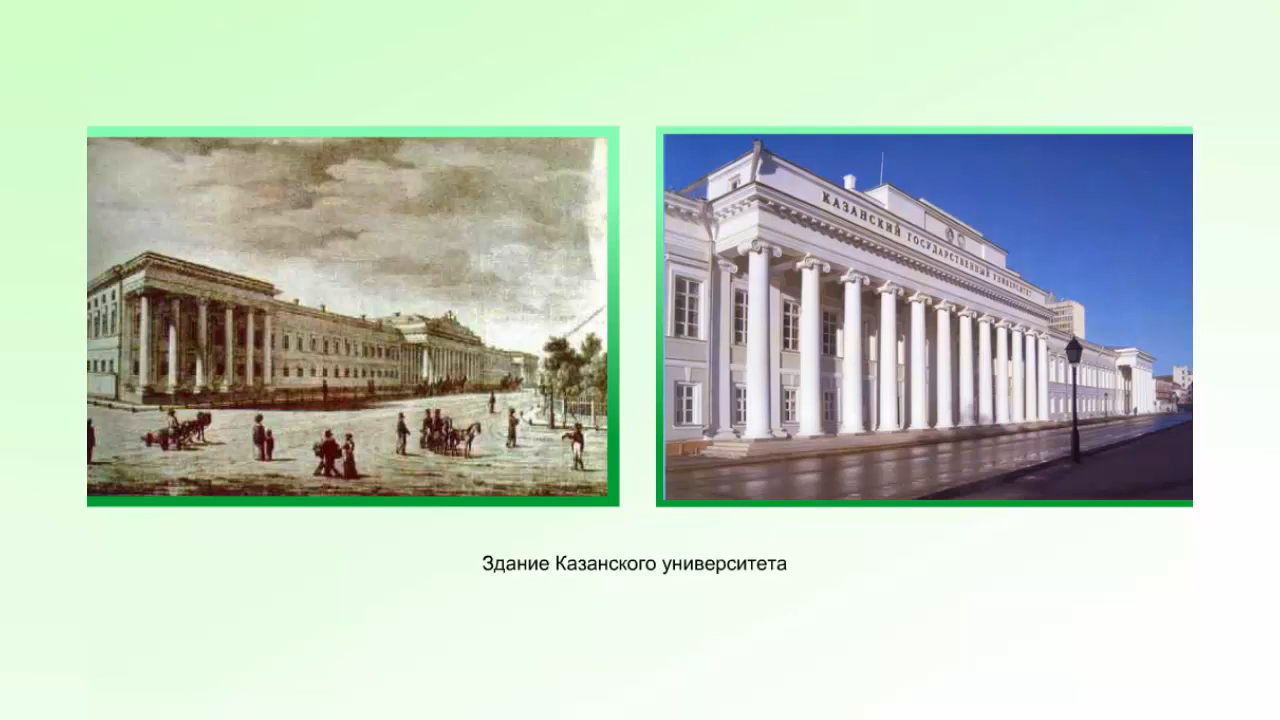 КАЗАНСКИЙ ГОСУДАРСТВЕННЫЙ УНИВЕРСИТЕТ
Здание Казанского университета